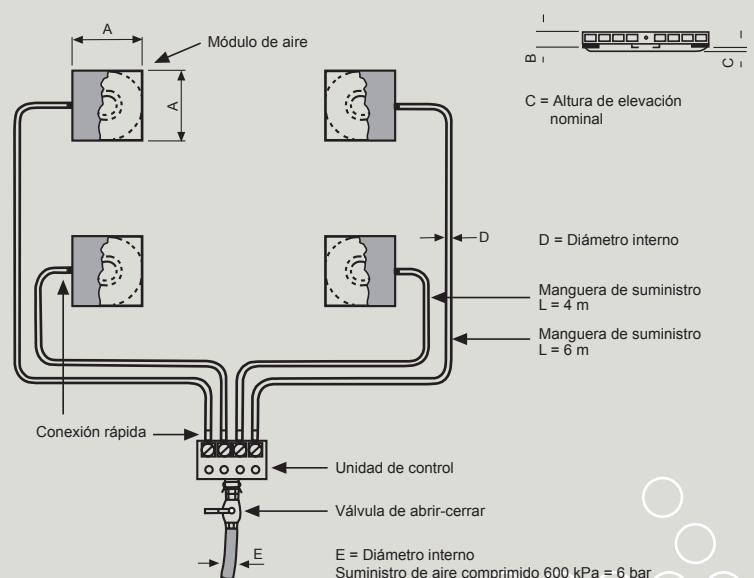 A
Módulo de aire
A
B
C
C = Altura de elevación
nominal
D
D = Diámetro interno
Manguera de suministro
L = 4 m
Manguera de suministro
L = 6 m
Conexión rápida
Unidad de control
Válvula de abrir-cerrar
E
E = Diámetro interno
Suministro de aire comprimido 600 kPa = 6 bar